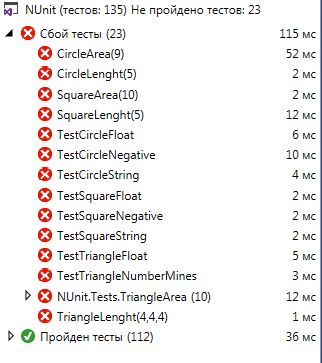 NUnit (тестов: 135) Не пройдено тестов: 23
Сбой тесты (23) 115 мс
CircleArea(9) 52 мс
CircleLenght(5) 2 мс
SquareArea(10) 2 мс
SquareLenght(5) 12 мс
TestCircleFloat 6 мс
TestCircleNegative 10 мс
TestCircleString 4 мс
TestSquareFloat 2 мс
TestSquareNegative 2 мс
TestSquareString 2 мс
TestTriangleFloat 5 мс
TestTriangleNumberMines 3 мс
NUnit.Tests.TriangleArea (10) 12 мс
TriangleLenght(4,4,4) 1 мс
Пройден тесты (112) 36 мс